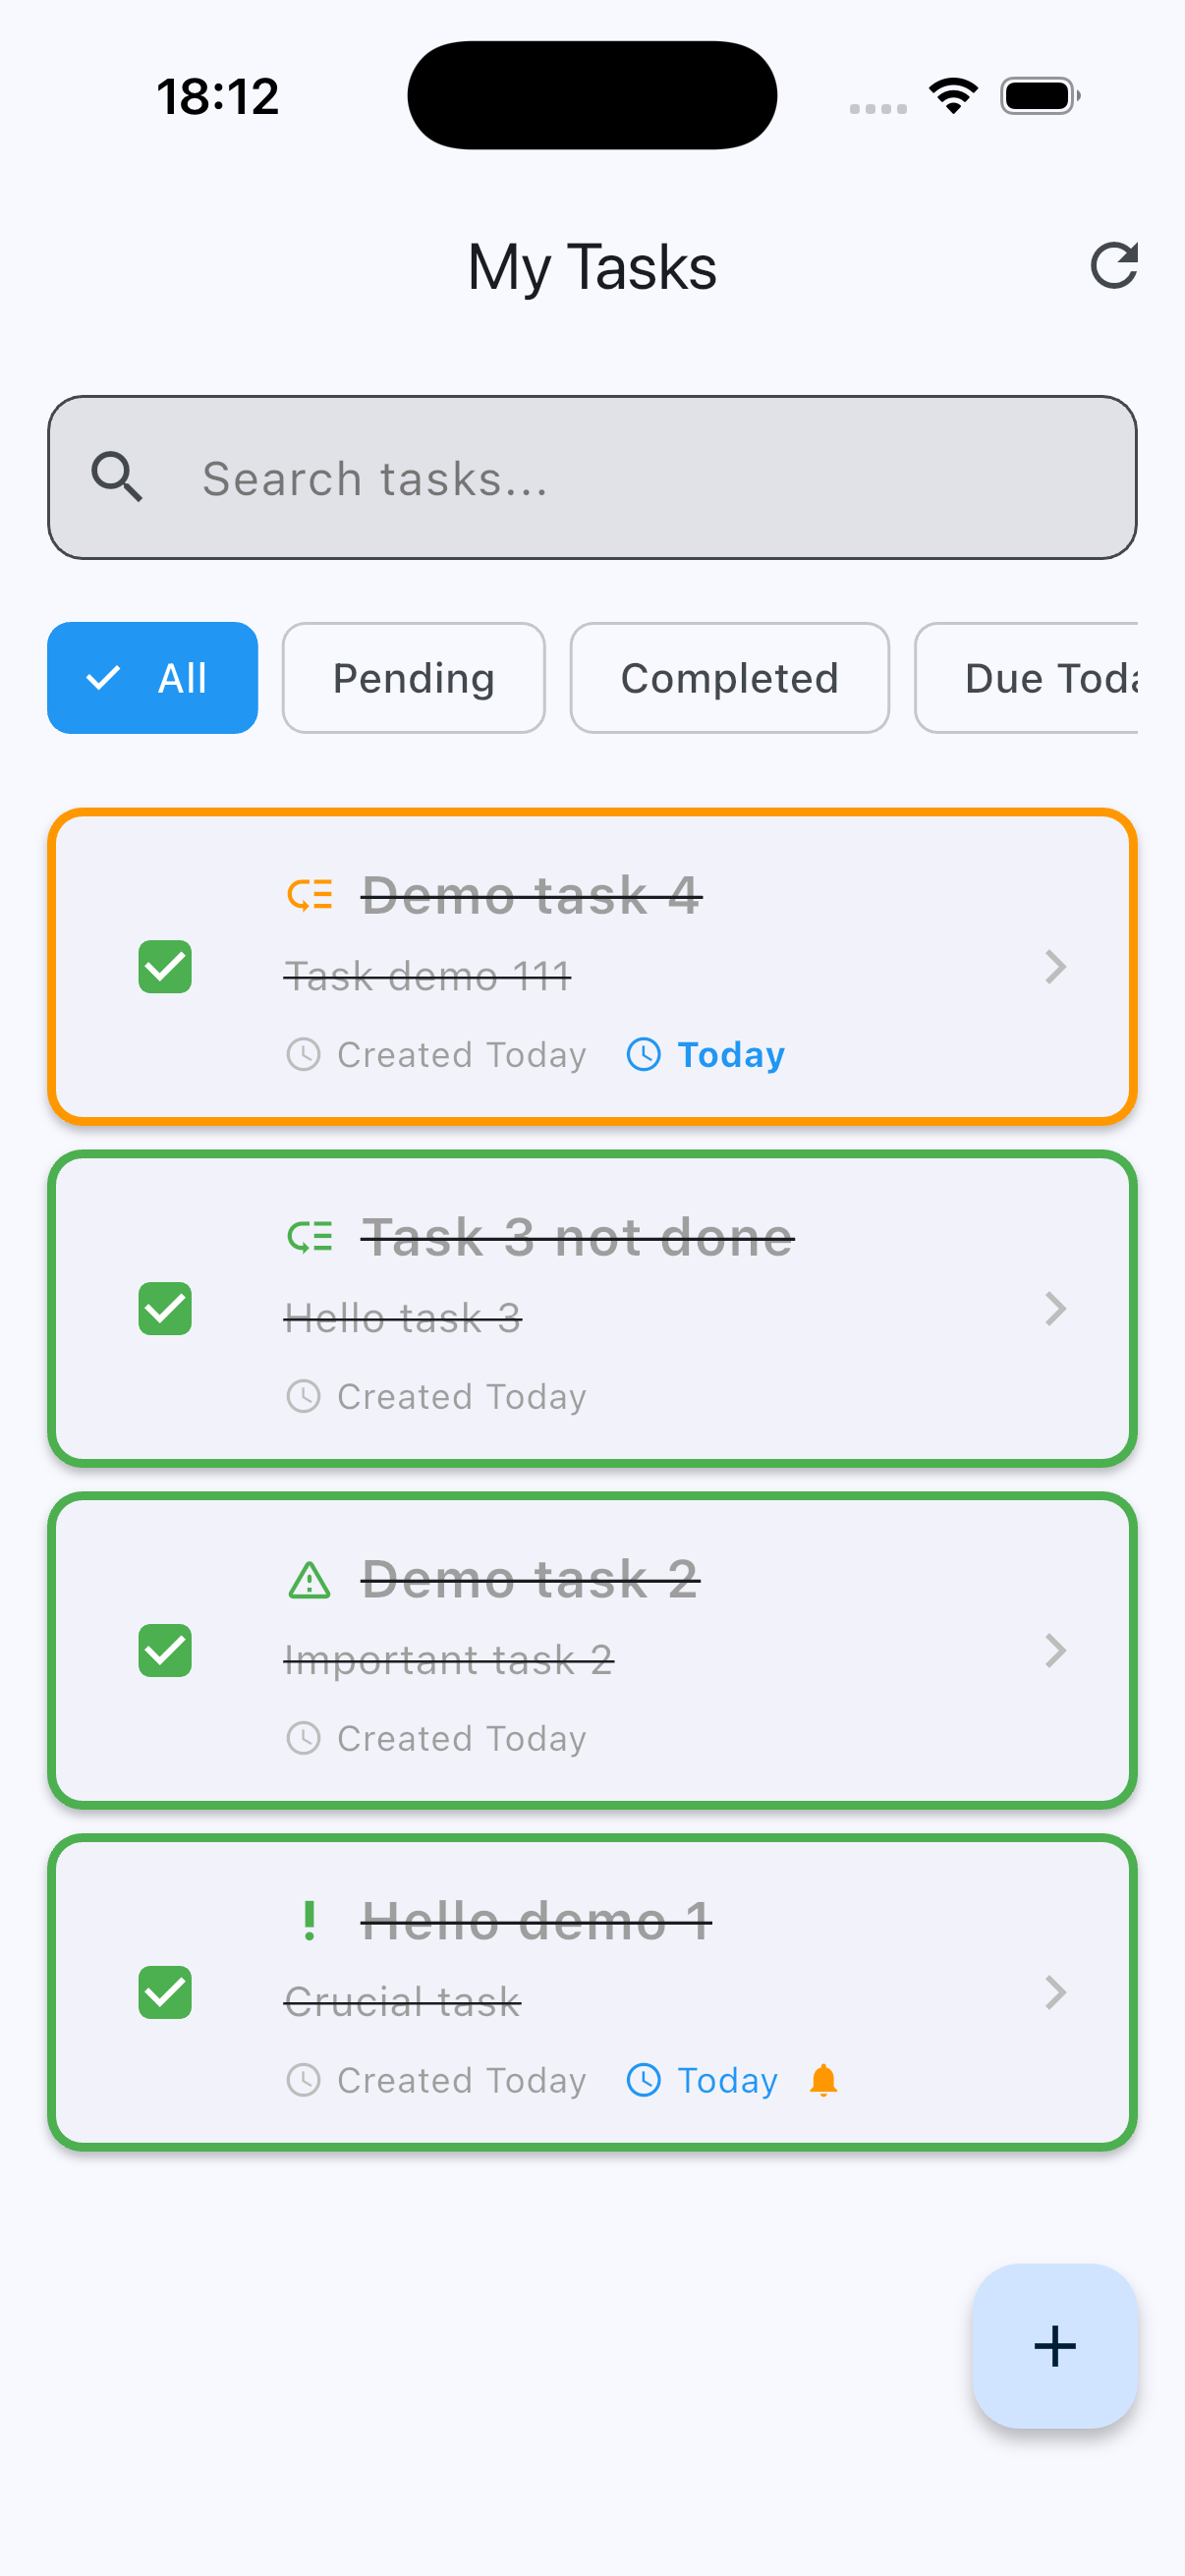 18:12
My Tasks
Search tasks...
All Pending Completed Due Toda
Demo task 4
Task demo 111
Created Today Today
Task 3 not done
Hello task 3
Created Today
Demo task 2
Important task 2
Created Today
Hello demo 1
Crucial task
Created Today Today